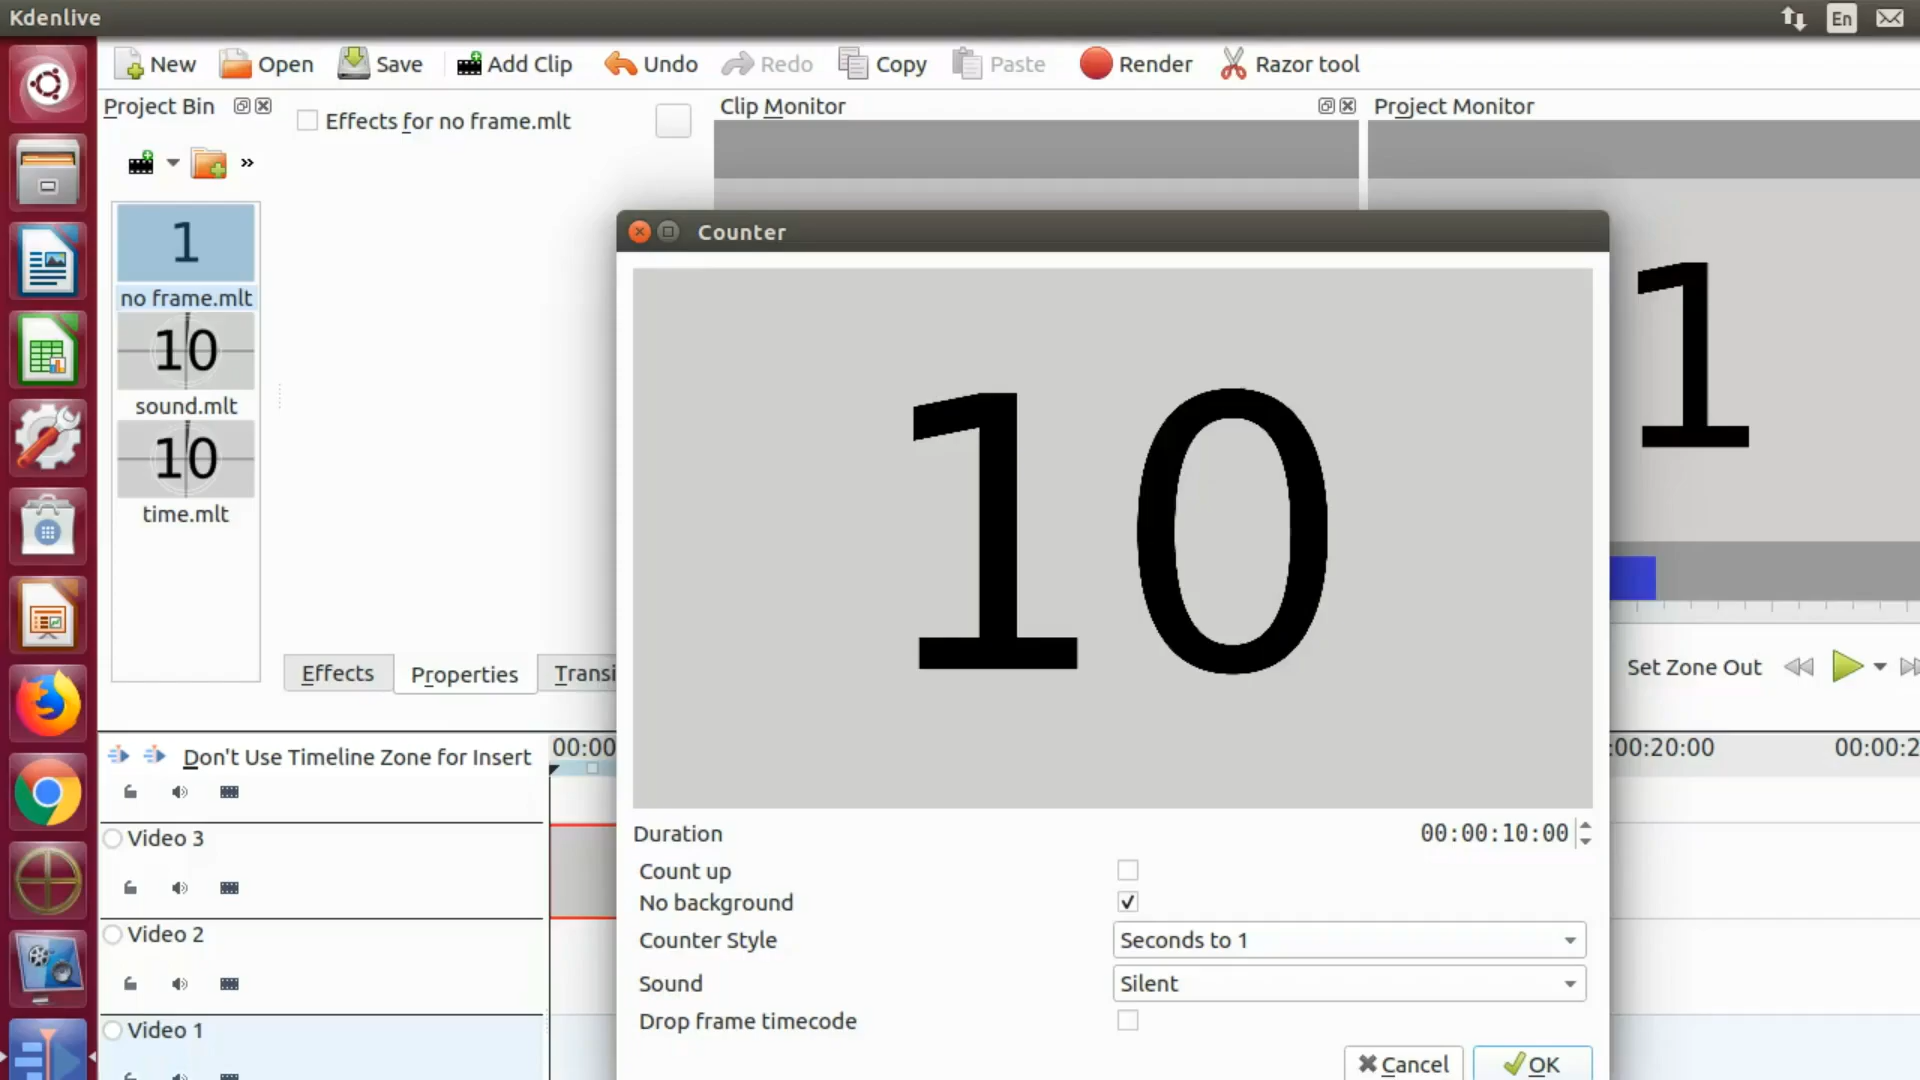 Kdenlive
En
New Open Save Add Clip Undo Redo Copy Paste Render Razor tool
Project Bin
Effects for no frame.mlt
Clip Monitor
Project Monitor
»
1
no frame.mlt
10
sound.mlt
10
time.mlt
Counter
10
1
Effects Properties Transi
Set Zone Out
Don't Use Timeline Zone for Insert
00:00
:00:20:00
00:00:2
Video 3
Video 2
Video 1
Duration 00:00:10:00
Count up
No background
Counter Style Seconds to 1
Sound Silent
Drop frame timecode
Cancel OK